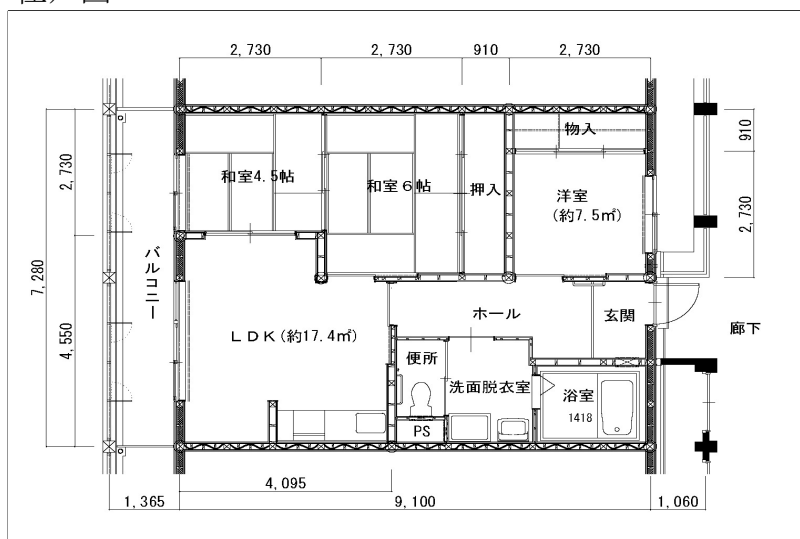 2,730 2,730 910 2,730
物入
910
和室4.5帖
和室６帖
押入
洋室
(約7.5㎡)
2,730
2,730
7,280
バルコニー
4,550
ＬＤＫ(約17.4㎡)
ホール
玄関
廊下
便所
洗面脱衣室
浴室
1418
PS
4,095
1,365 9,100 1,060